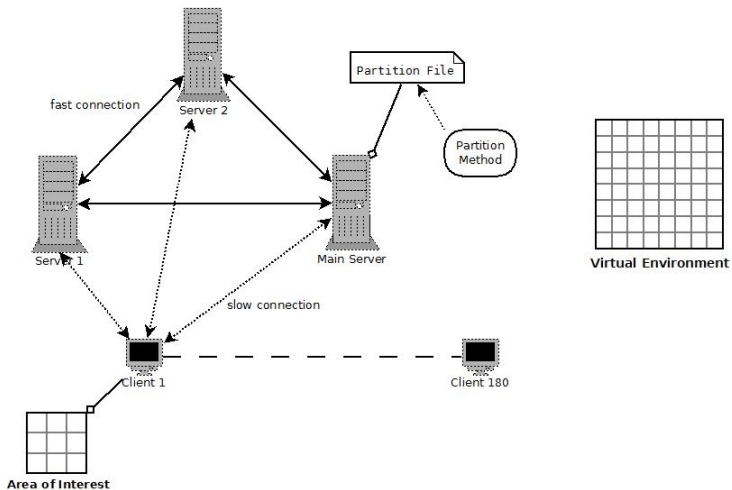 Server 2
fast connection
Partition File
Partition
Method
Server 1
Main Server
Virtual Environment
slow connection
Client 1
Client 180
Area of Interest